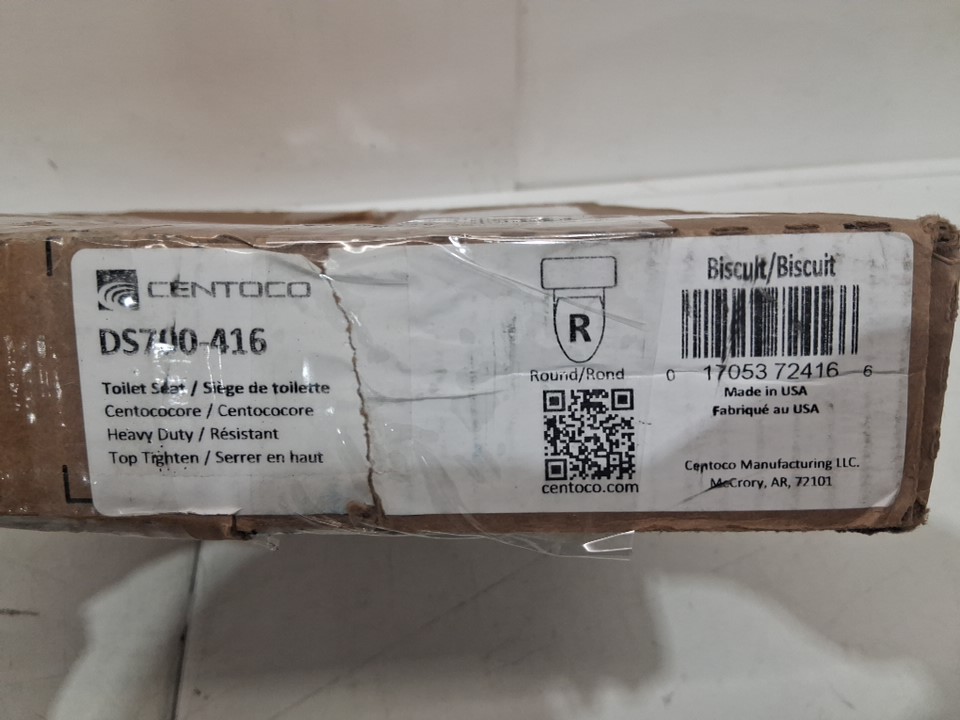 CENTOCO
DS700-416
Toilet Seat / Siège de toilette
Centococore / Centococore
Heavy Duty / Résistant
Top Tighten / Serrer en haut
R
Round/Rond
centoco.com
Biscuit/Biscuit
0 17053 72416 6
Made in USA
Fabriqué au USA
Centoco Manufacturing LLC.
McCrory, AR, 72101